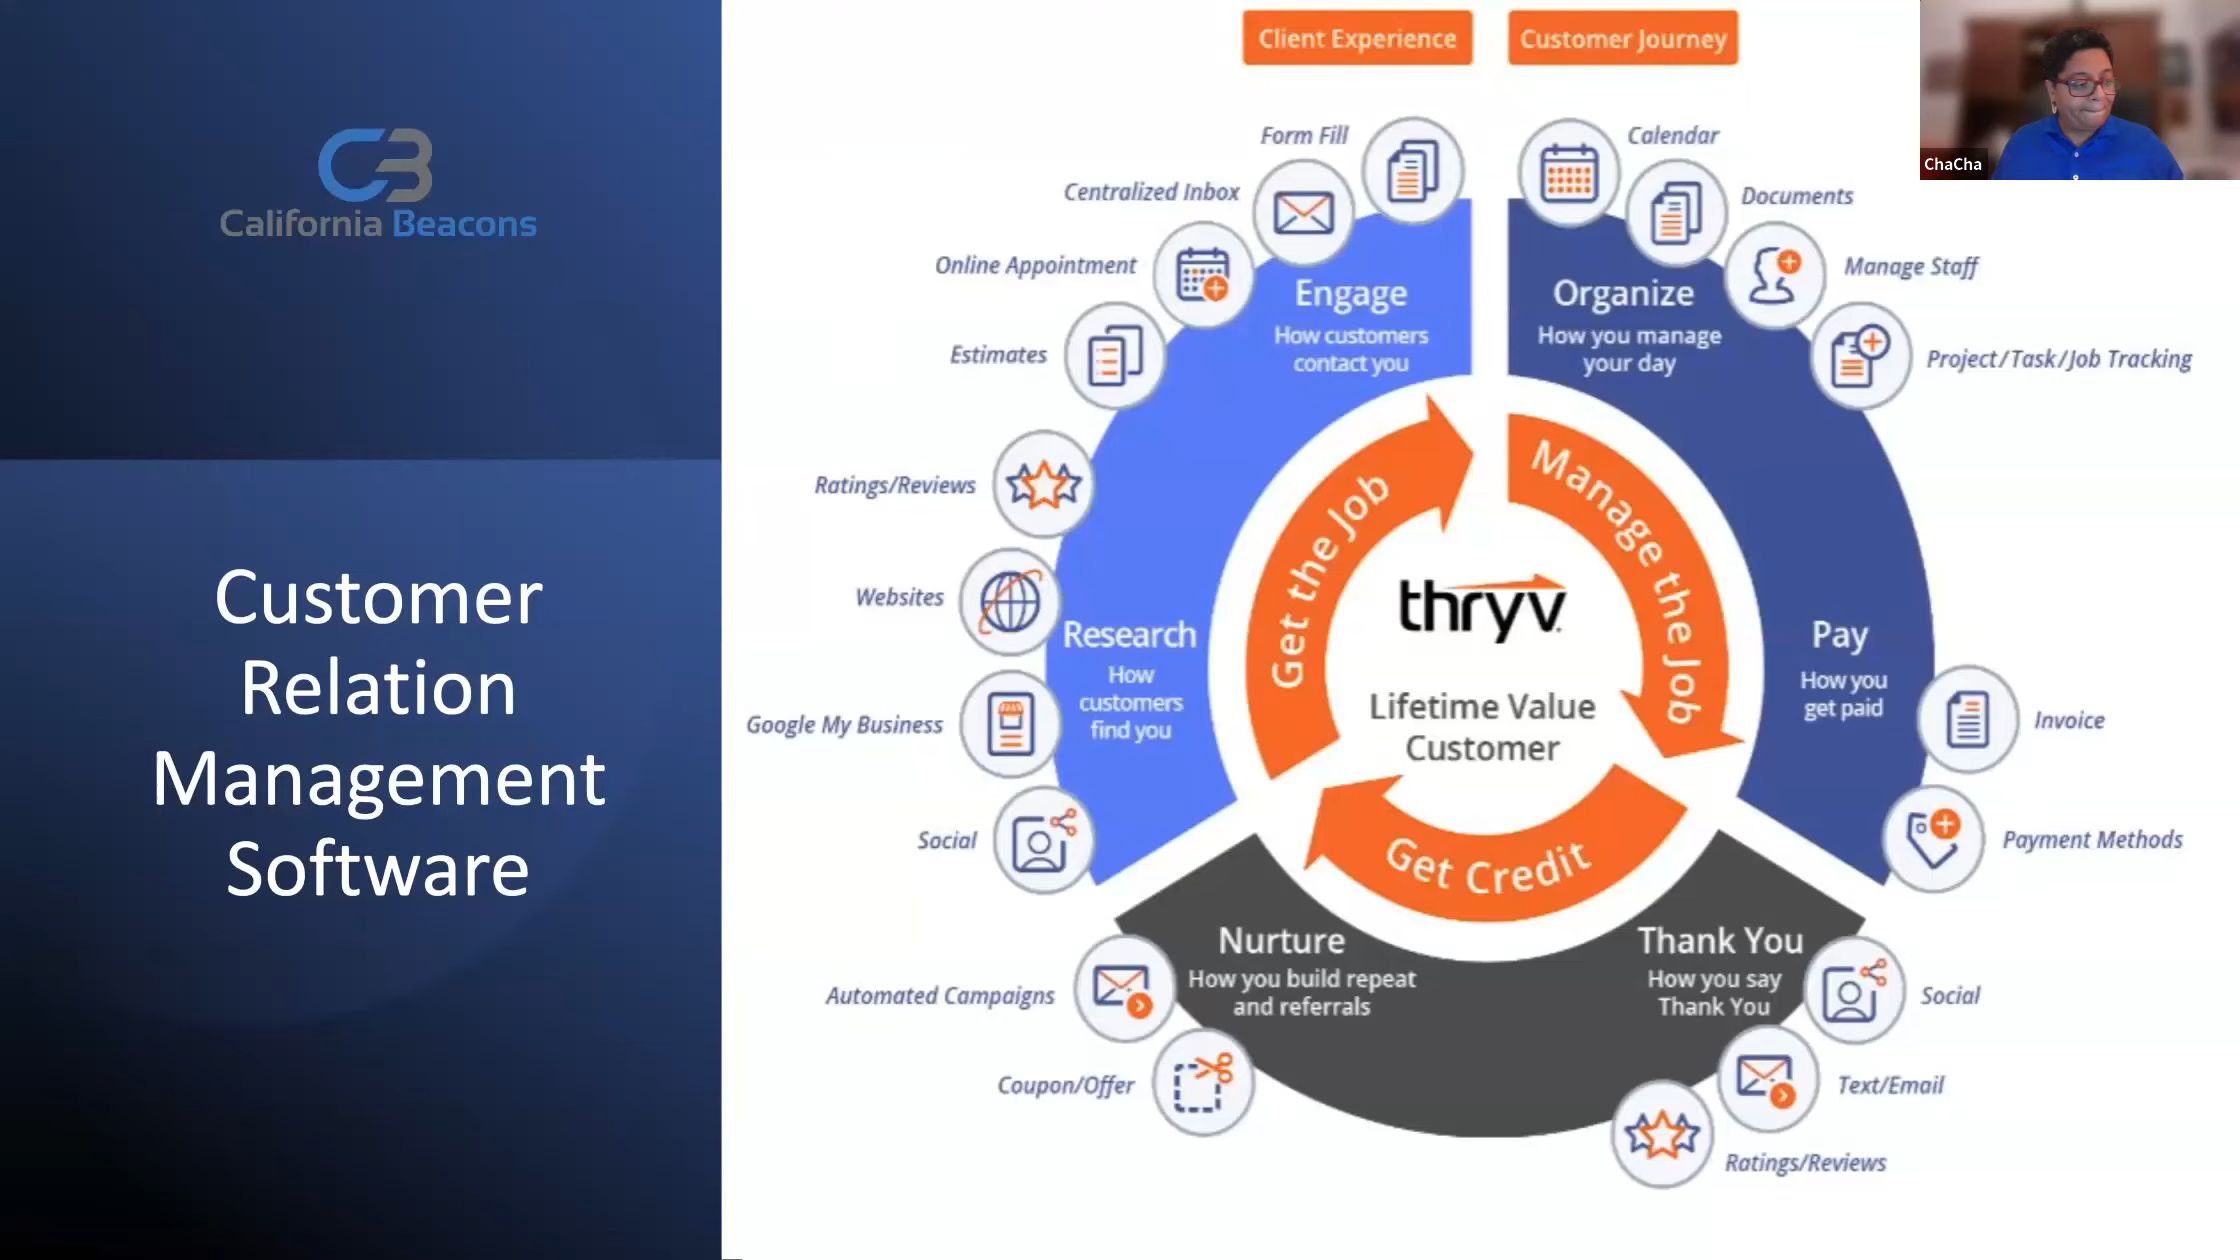 California Beacons
Customer
Relation
Management
Software
Client Experience
Customer Journey
Form Fill
Centralized Inbox
Online Appointment
Estimates
Ratings/Reviews
Websites
Google My Business
Social
Automated Campaigns
Coupon/Offer
Calendar
Documents
Manage Staff
Project/Task/Job Tracking
Invoice
Payment Methods
Social
Text/Email
Ratings/Reviews
Engage
How customers
contact you
Organize
How you manage
your day
Research
How
customers
find you
Pay
How you
get paid
Nurture
How you build repeat
and referrals
Thank You
How you say
Thank You
Get the Job
Manage the Job
Get Credit
thryv
Lifetime Value
Customer
ChaCha